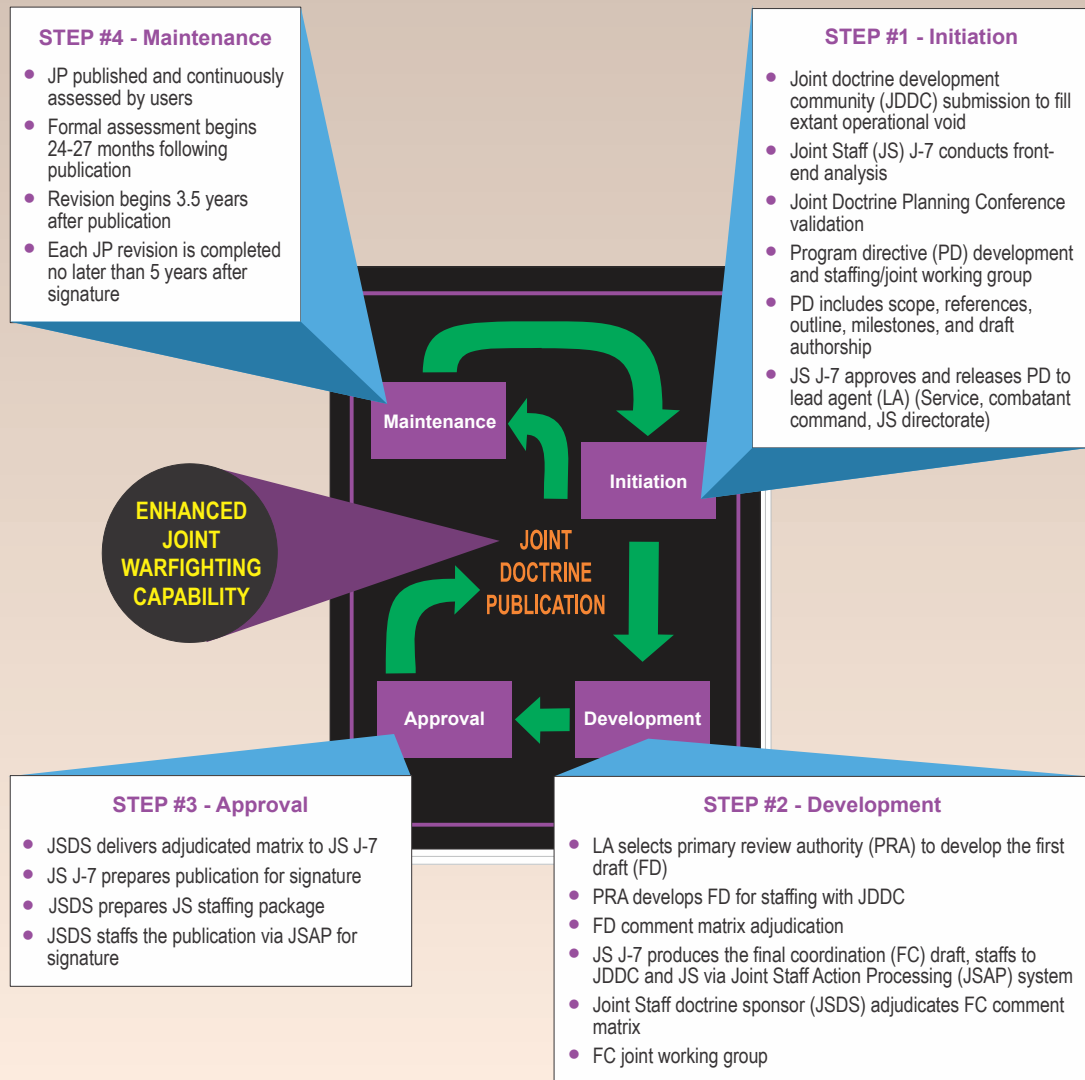 STEP #4 - Maintenance
• JP published and continuously
assessed by users
• Formal assessment begins
24-27 months following
publication
• Revision begins 3.5 years
after publication
• Each JP revision is completed
no later than 5 years after
signature
STEP #1 - Initiation
• Joint doctrine development
community (JDDC) submission to fill
extant operational void
• Joint Staff (JS) J-7 conducts front-
end analysis
• Joint Doctrine Planning Conference
validation
• Program directive (PD) development
and staffing/joint working group
• PD includes scope, references,
outline, milestones, and draft
authorship
• JS J-7 approves and releases PD to
lead agent (LA) (Service, combatant
command, JS directorate)
Maintenance
Initiation
ENHANCED
JOINT
WARFIGHTING
CAPABILITY
JOINT
DOCTRINE
PUBLICATION
Approval
Development
STEP #3 - Approval
• JSDS delivers adjudicated matrix to JS J-7
• JS J-7 prepares publication for signature
• JSDS prepares JS staffing package
• JSDS staffs the publication via JSAP for
signature
STEP #2 - Development
• LA selects primary review authority (PRA) to develop the first
draft (FD)
• PRA develops FD for staffing with JDDC
• FD comment matrix adjudication
• JS J-7 produces the final coordination (FC) draft, staffs to
JDDC and JS via Joint Staff Action Processing (JSAP) system
• Joint Staff doctrine sponsor (JSDS) adjudicates FC comment
matrix
• FC joint working group